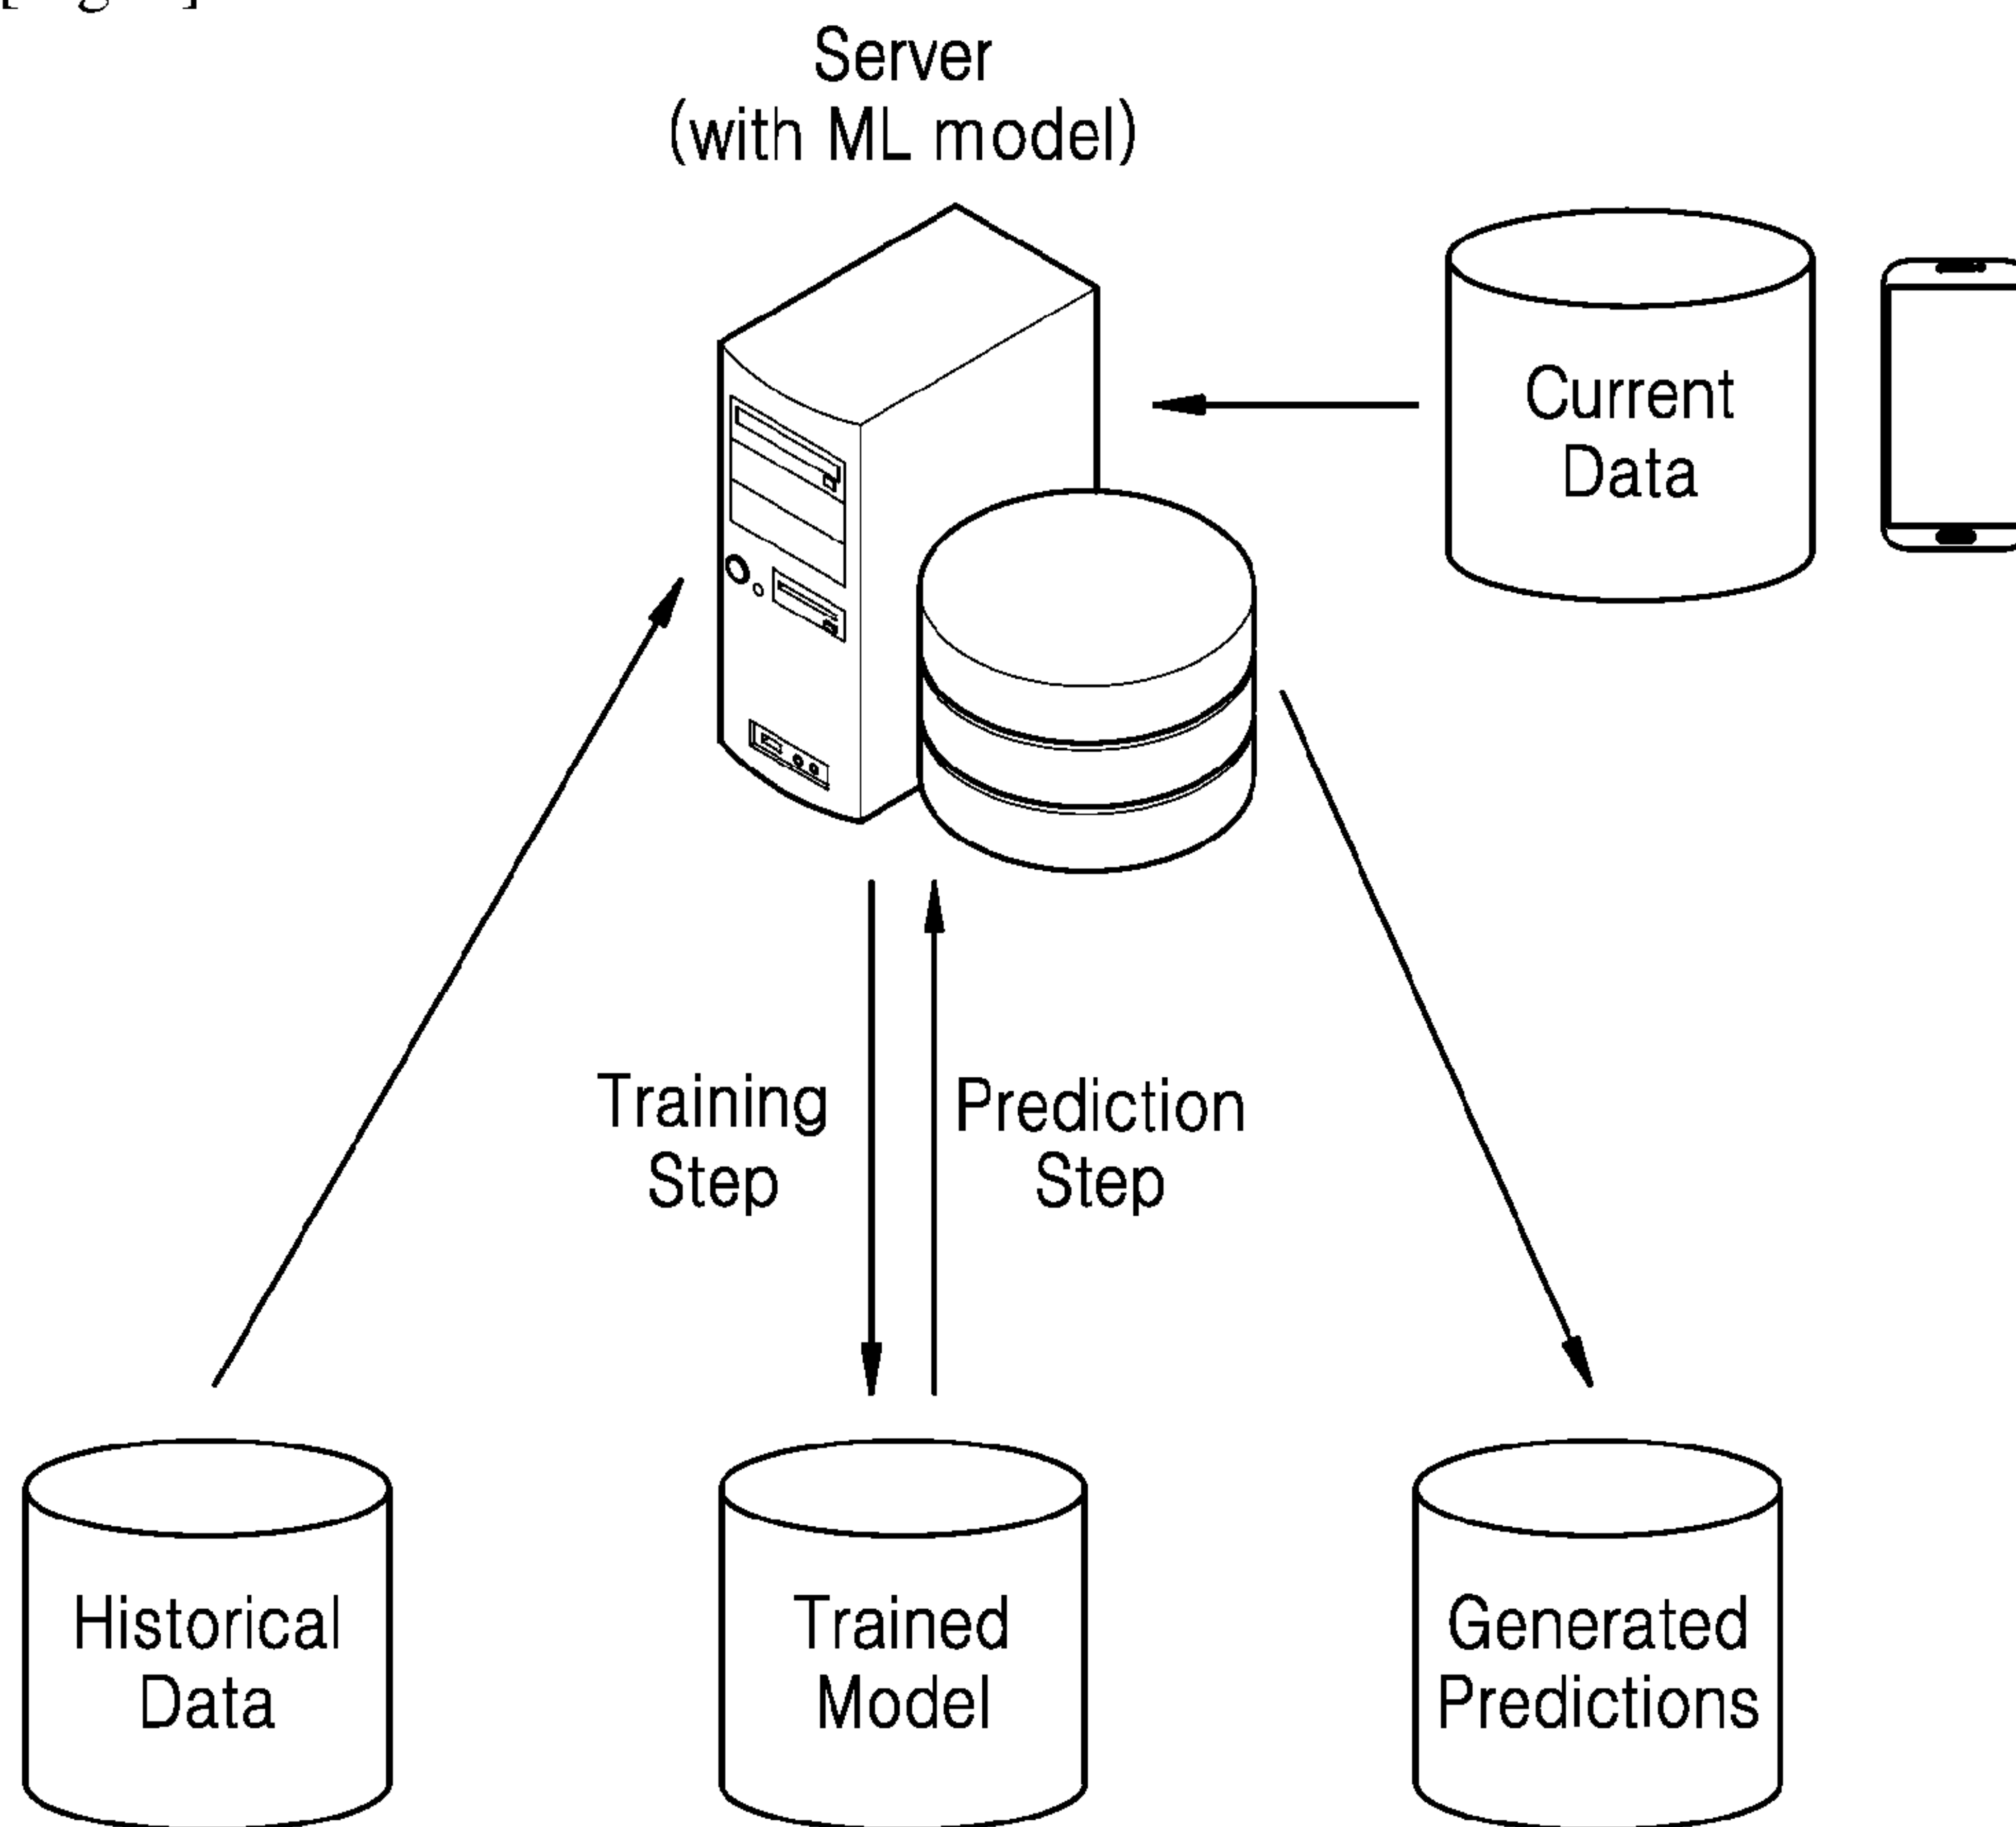 Server
(with ML model)
Current
Data
Training
Step
Prediction
Step
Historical
Data
Trained
Model
Generated
Predictions